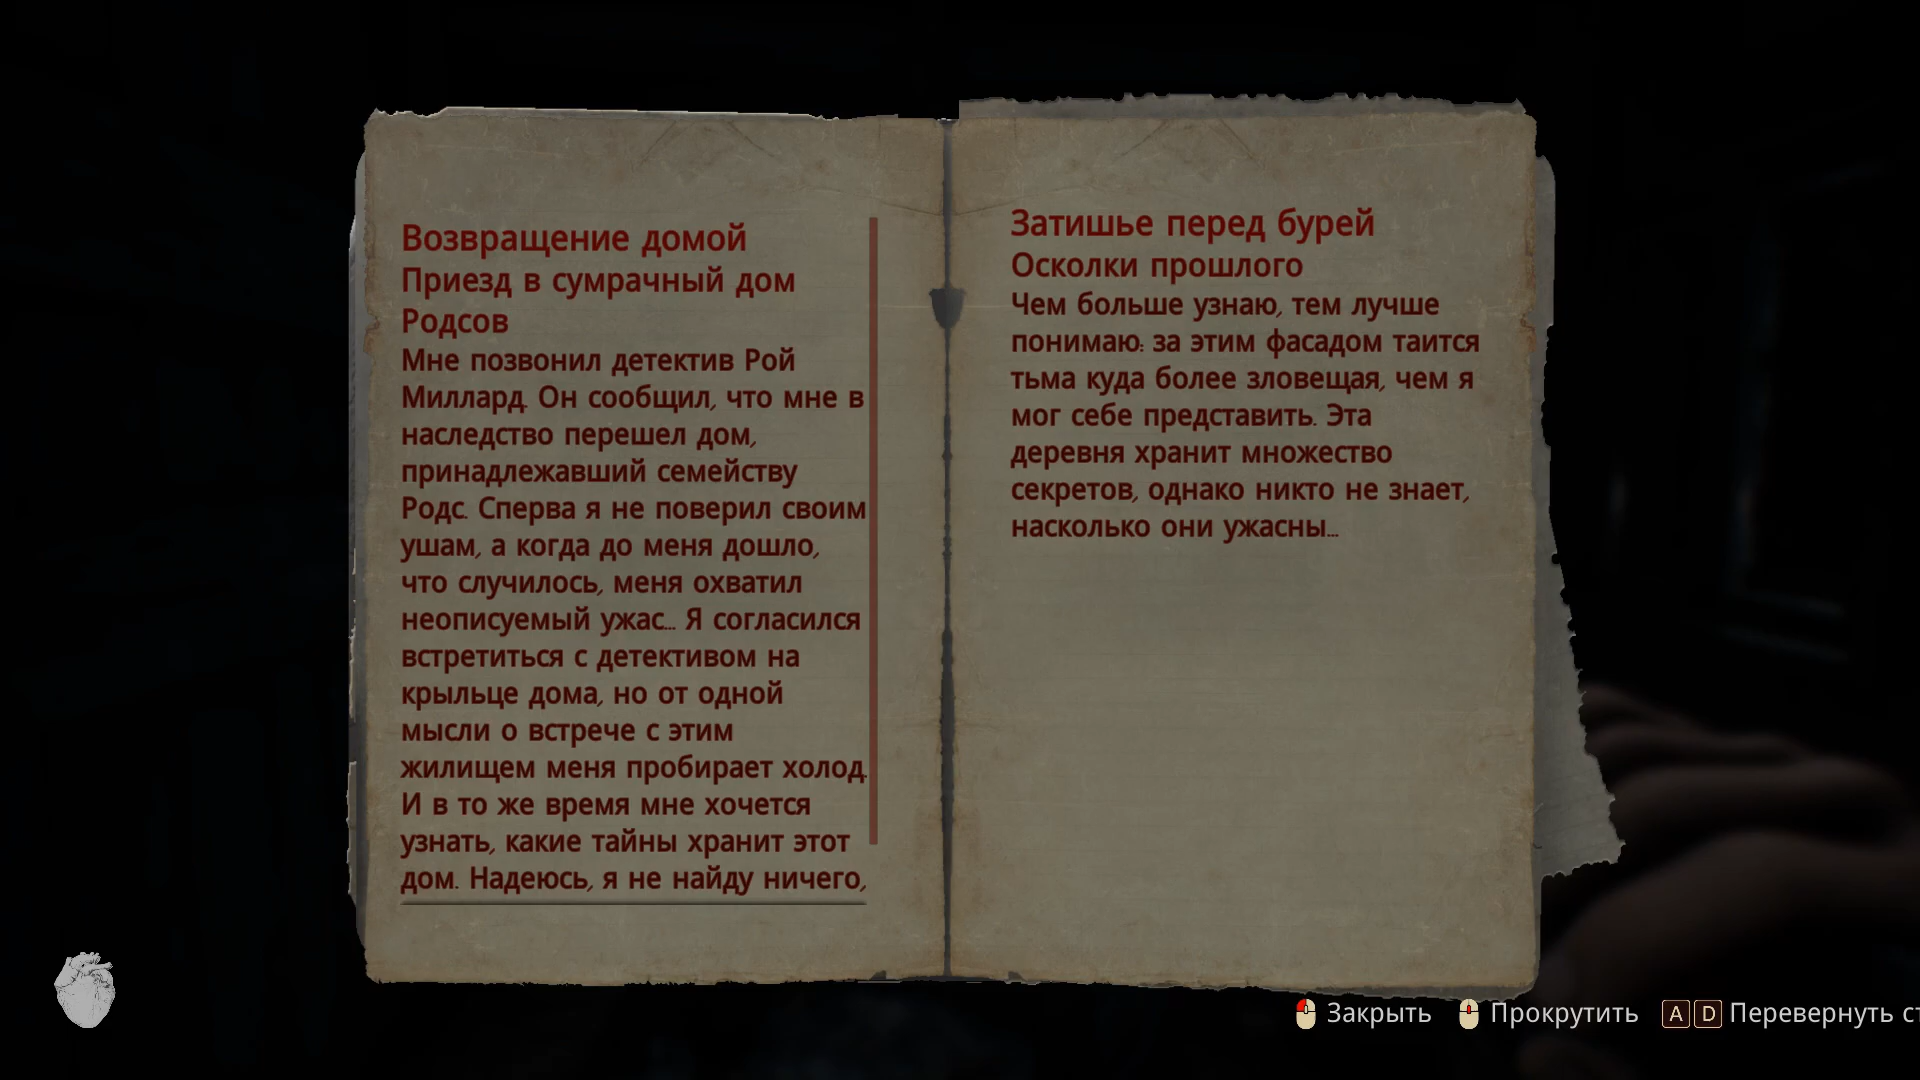 Возвращение домой
Приезд в сумрачный дом
Родсов
Мне позвонил детектив Рой
Миллард. Он сообщил, что мне в
наследство перешел дом,
принадлежавший семейству
Родс. Сперва я не поверил своим
ушам, а когда до меня дошло,
что случилось, меня охватил
неописуемый ужас... Я согласился
встретиться с детективом на
крыльце дома, но от одной
мысли о встрече с этим
жилищем меня пробирает холод.
И в то же время мне хочется
узнать, какие тайны хранит этот
дом. Надеюсь, я не найду ничего,
Затишье перед бурей
Осколки прошлого
Чем больше узнаю, тем лучше
понимаю: за этим фасадом таится
тьма куда более зловещая, чем я
мог себе представить. Эта
деревня хранит множество
секретов, однако никто не знает,
насколько они ужасны...
Закрыть Прокрутить A D Перевернуть ст